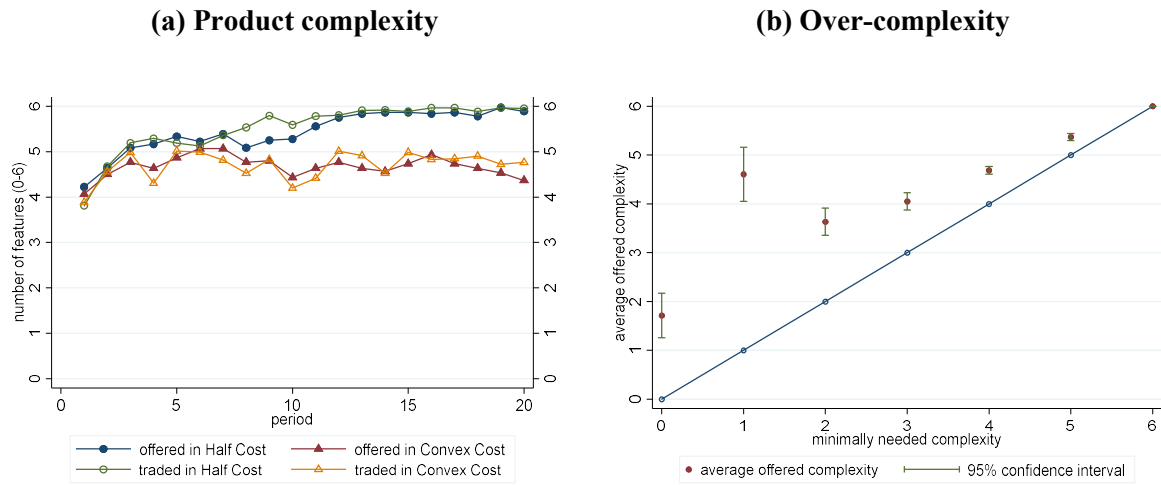 (a) Product complexity
number of features (0-6)
6
5
4
3
2
1
0
6
5
4
3
2
1
0
0
5
10
15
20
period
offered in Half Cost
offered in Convex Cost
traded in Half Cost
traded in Convex Cost
(b) Over-complexity
average offered complexity
6
5
4
3
2
1
0
0
1
2
3
4
5
6
minimally needed complexity
average offered complexity
95% confidence interval